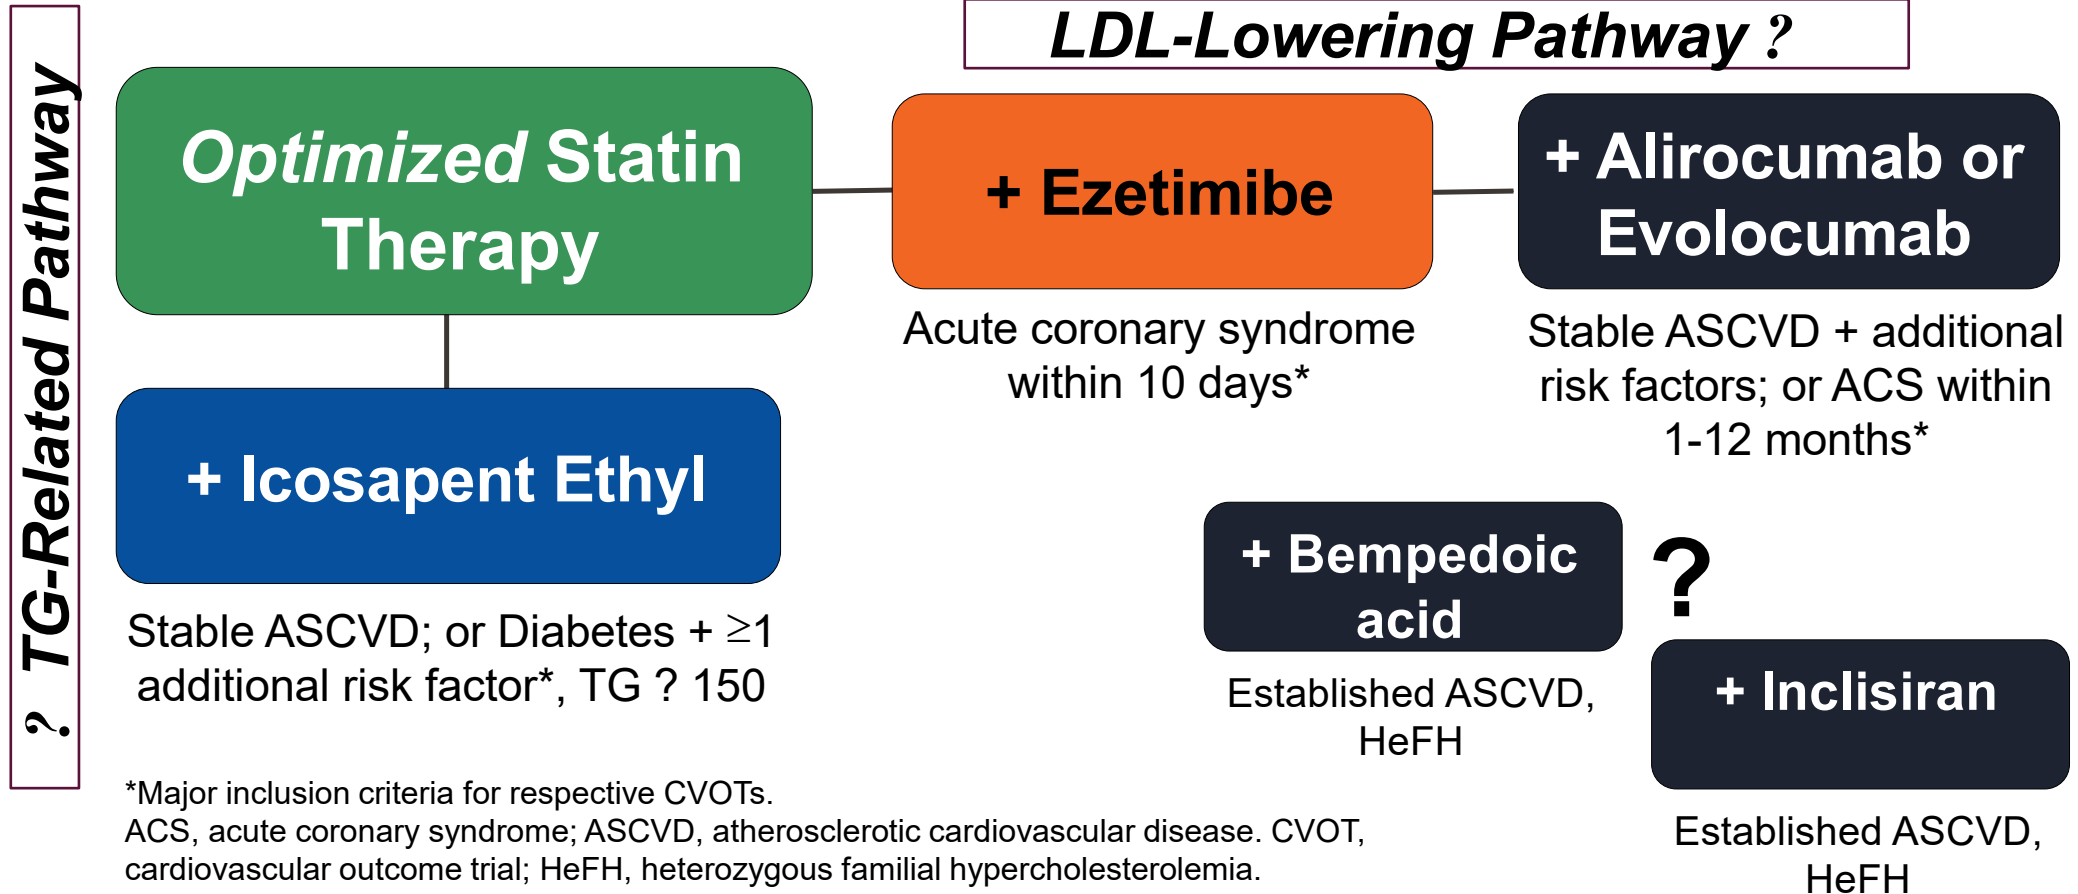 LDL-Lowering Pathway ?
? TG-Related Pathway
Optimized Statin
Therapy
+ Ezetimibe
Acute coronary syndrome
within 10 days*
+ Alirocumab or
Evolocumab
Stable ASCVD + additional
risk factors; or ACS within
1-12 months*
+ Icosapent Ethyl
Stable ASCVD; or Diabetes + ≥1
additional risk factor*, TG ? 150
+ Bempedoic
acid
Established ASCVD,
HeFH
?
+ Inclisiran
Established ASCVD,
HeFH
*Major inclusion criteria for respective CVOTs.
ACS, acute coronary syndrome; ASCVD, atherosclerotic cardiovascular disease. CVOT,
cardiovascular outcome trial; HeFH, heterozygous familial hypercholesterolemia.